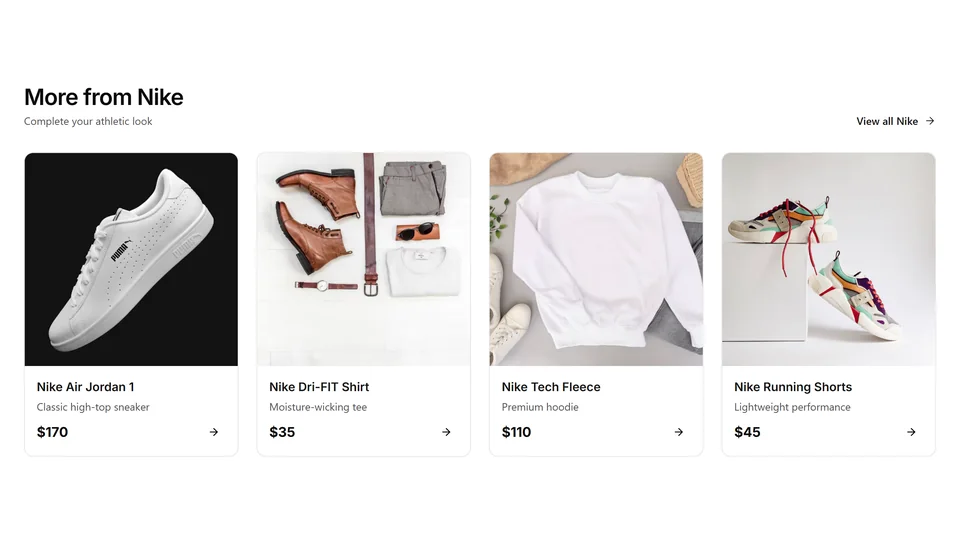 More from Nike
Complete your athletic look
View all Nike
PUMA
Nike Air Jordan 1
Classic high-top sneaker
$170
Nike Dri-FIT Shirt
Moisture-wicking tee
$35
Nike Tech Fleece
Premium hoodie
$110
Nike Running Shorts
Lightweight performance
$45